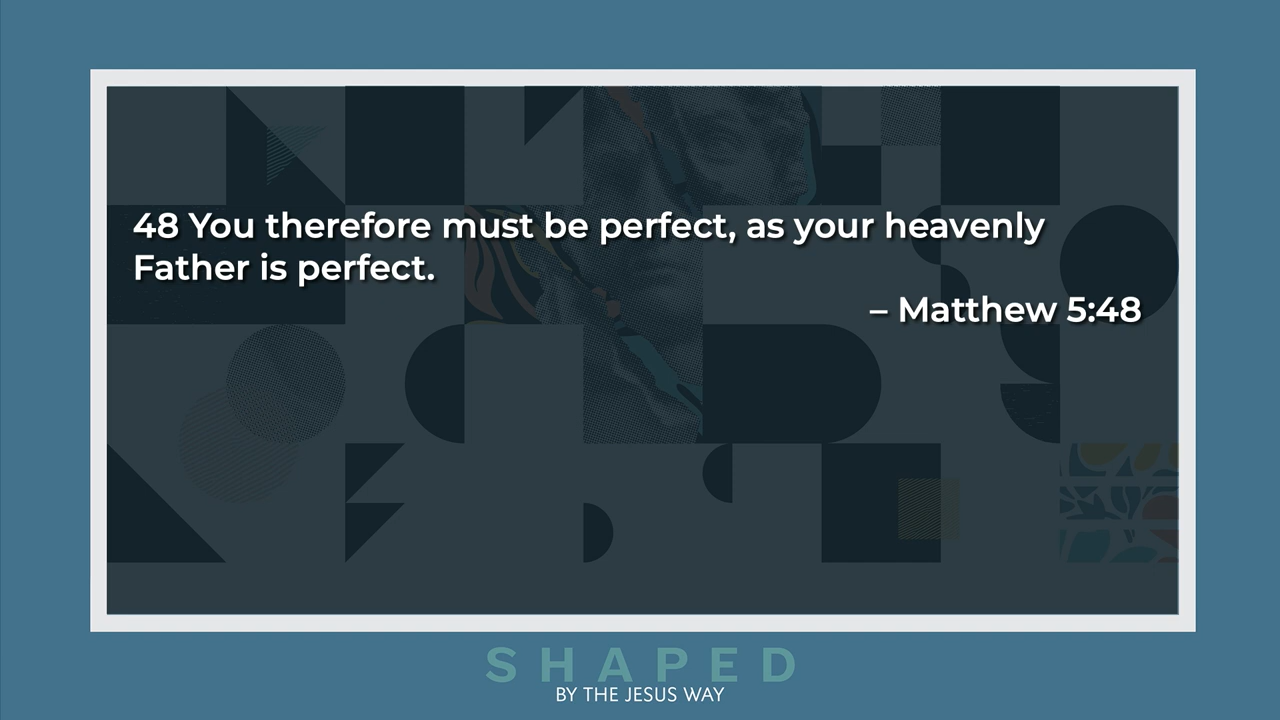 48 You therefore must be perfect, as your heavenly
Father is perfect.
– Matthew 5:48
SHAPED
BY THE JESUS WAY